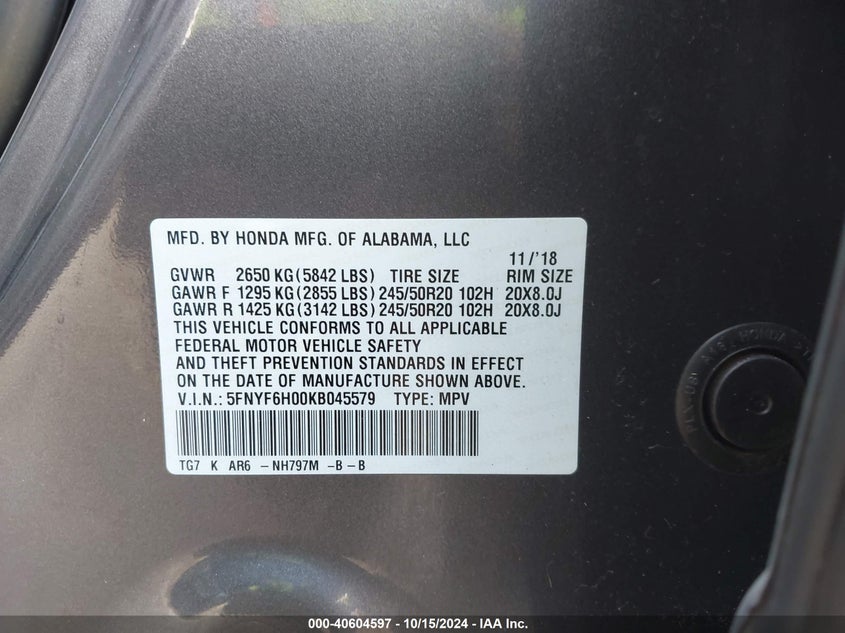 MFD. BY HONDA MFG. OF ALABAMA, LLC
11/'18
GVWR 2650 KG(5842 LBS) TIRE SIZE RIM SIZE
GAWR F 1295 KG(2855 LBS)245/50R20 102H 20X8.0J
GAWR R 1425 KG(3142 LBS)245/50R20 102H 20X8.0J
THIS VEHICLE CONFORMS TO ALL APPLICABLE
FEDERAL MOTOR VEHICLE SAFETY
AND THEFT PREVENTION STANDARDS IN EFFECT
ON THE DATE OF MANUFACTURE SHOWN ABOVE.
V.I.N.: 5FNYF6H00KB045579 TYPE: MPV
TG7 K AR6 -NH797M -B-B
HONDA
000-40604597 - 10/15/2024 - IAA Inc.